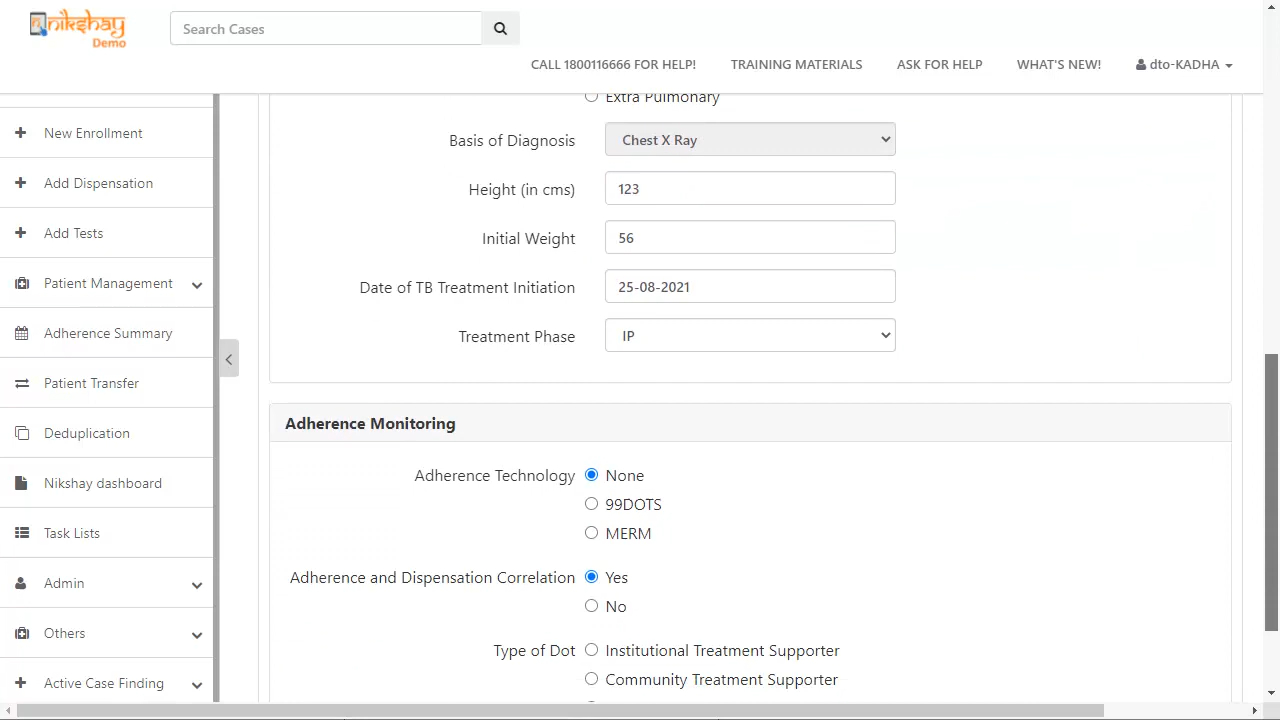 nikshay
Demo
Search Cases
CALL 1800116666 FOR HELP!
TRAINING MATERIALS
ASK FOR HELP
WHAT'S NEW!
dto-KADHA
New Enrollment
Add Dispensation
Add Tests
Patient Management
Adherence Summary
Patient Transfer
Deduplication
Nikshay dashboard
Task Lists
Admin
Others
Active Case Finding
Extra Pulmonary
Basis of Diagnosis Chest X Ray
Height (in cms) 123
Initial Weight 56
Date of TB Treatment Initiation 25-08-2021
Treatment Phase IP
Adherence Monitoring
Adherence Technology None
99DOTS
MERM
Adherence and Dispensation Correlation Yes
No
Type of Dot Institutional Treatment Supporter
Community Treatment Supporter